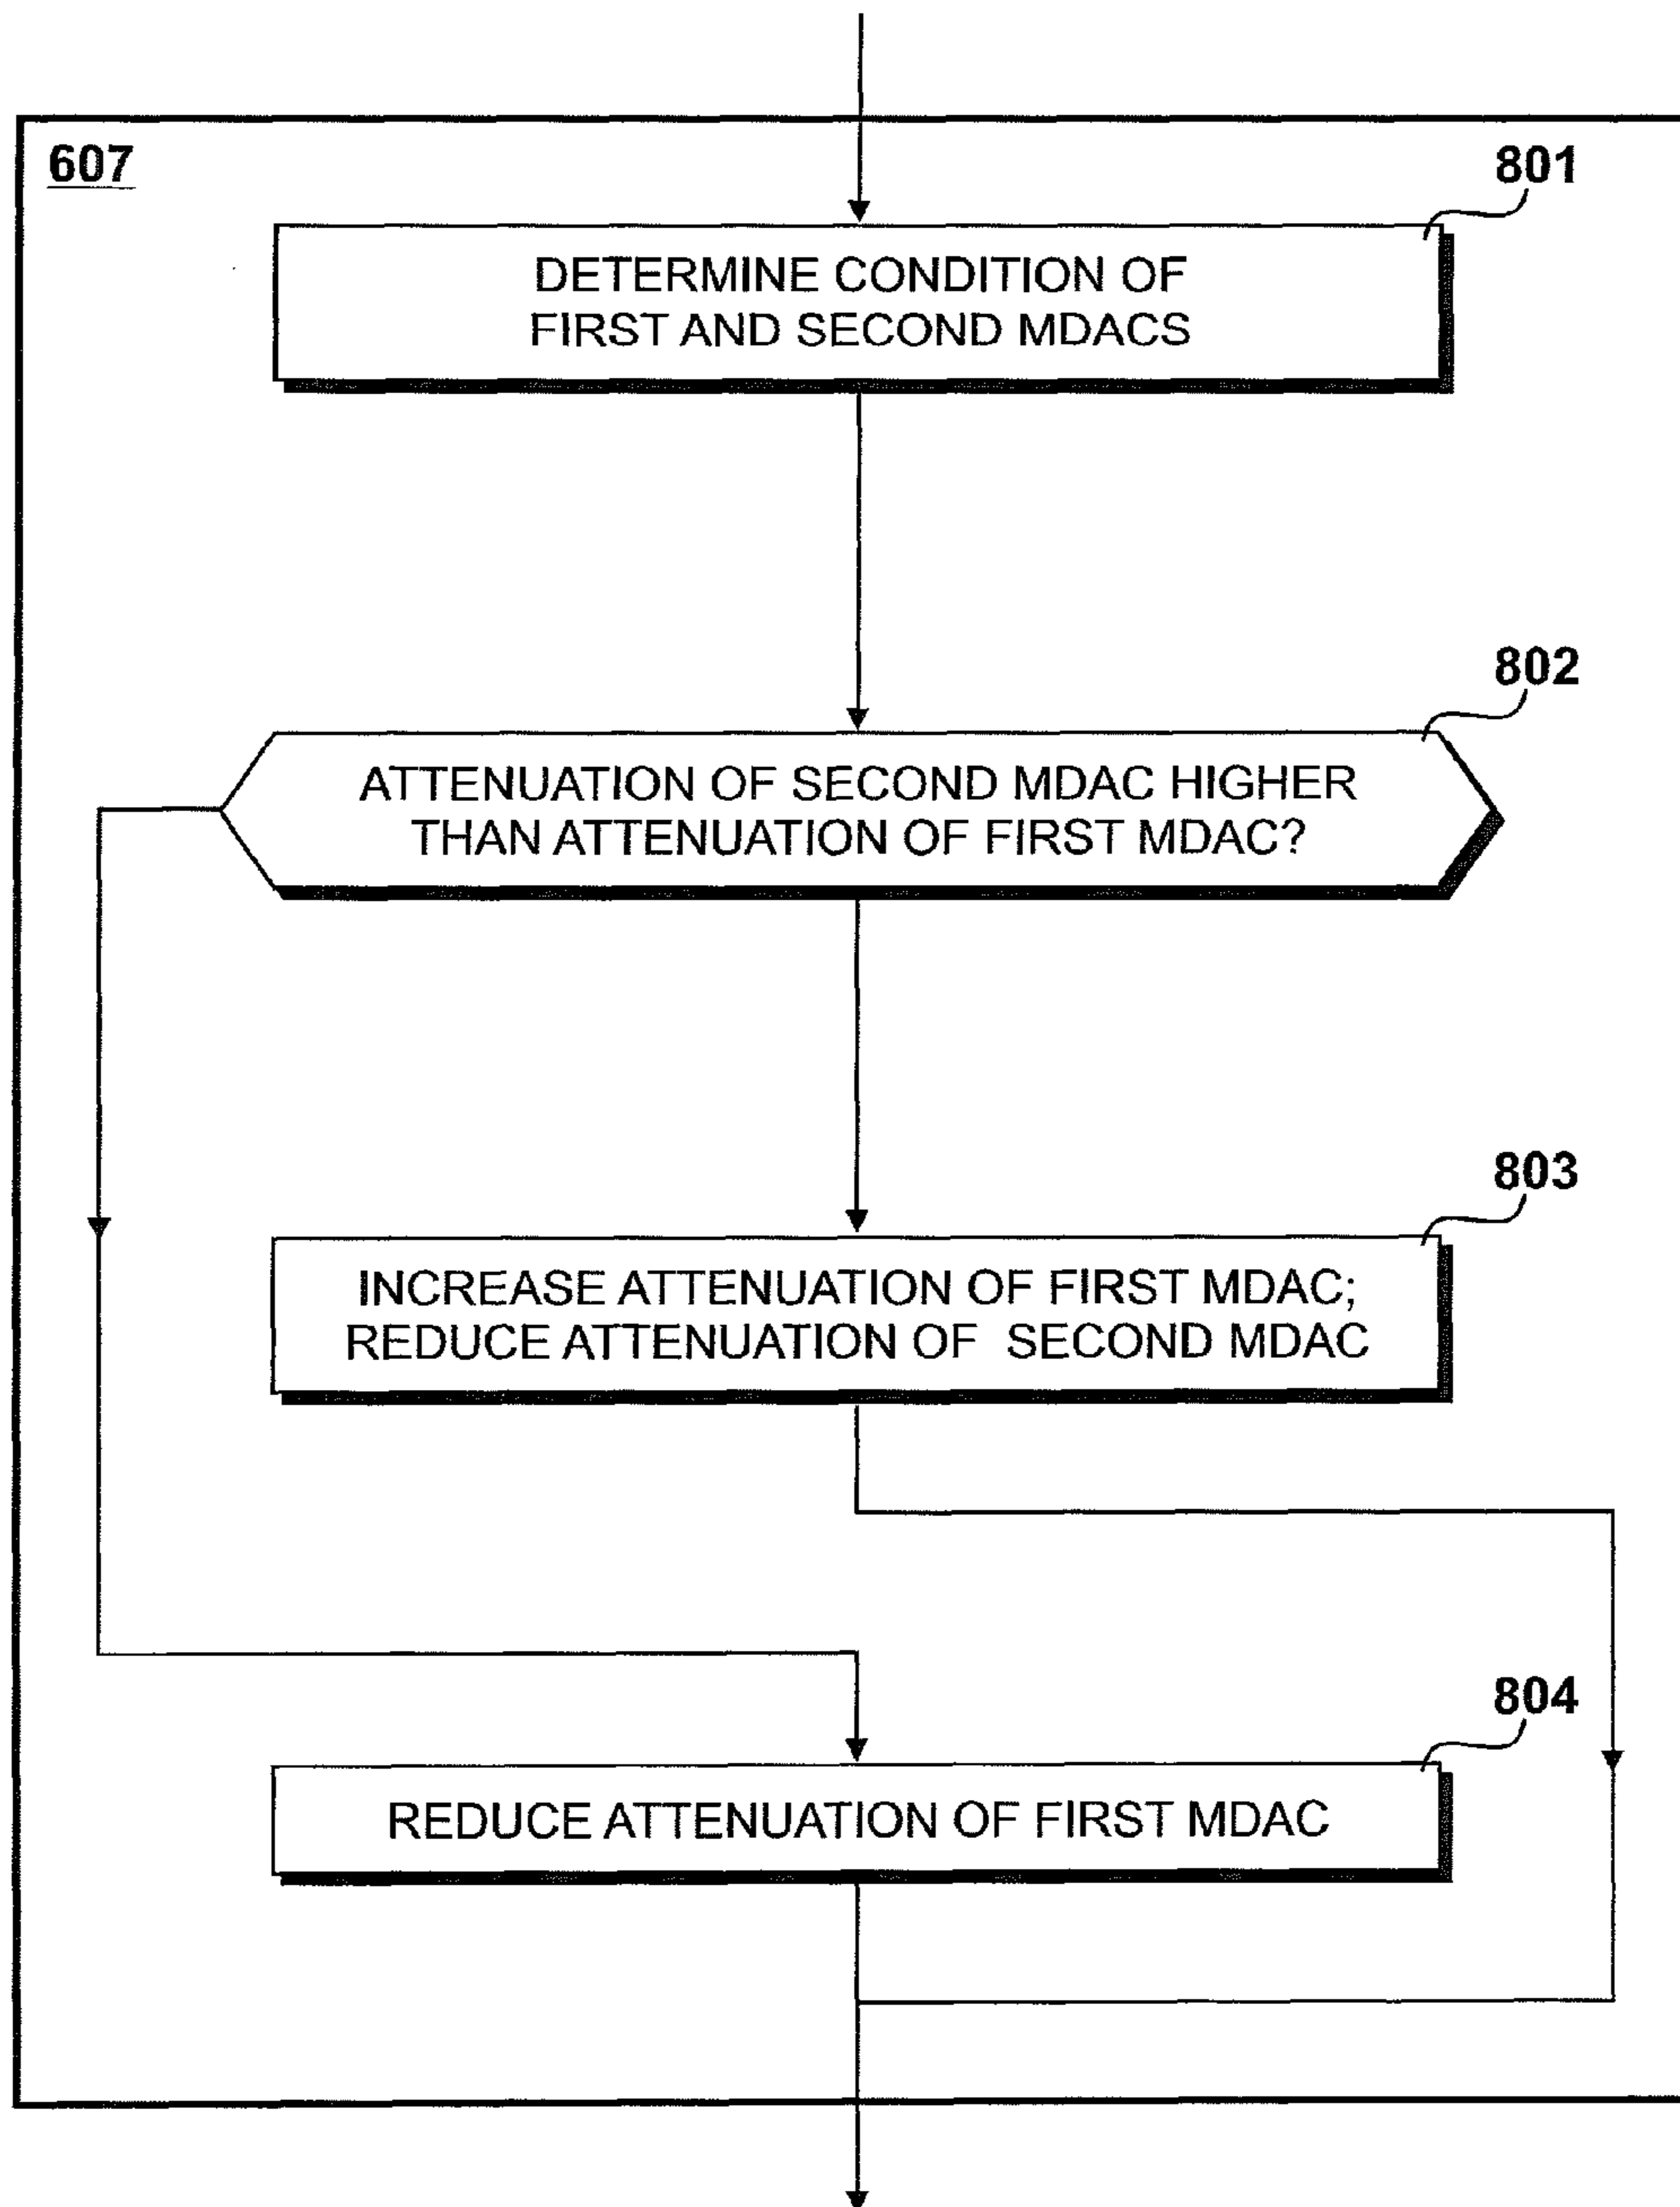 607
801
DETERMINE CONDITION OF
FIRST AND SECOND MDACS
802
ATTENUATION OF SECOND MDAC HIGHER
THAN ATTENUATION OF FIRST MDAC?
803
INCREASE ATTENUATION OF FIRST MDAC;
REDUCE ATTENUATION OF SECOND MDAC
804
REDUCE ATTENUATION OF FIRST MDAC